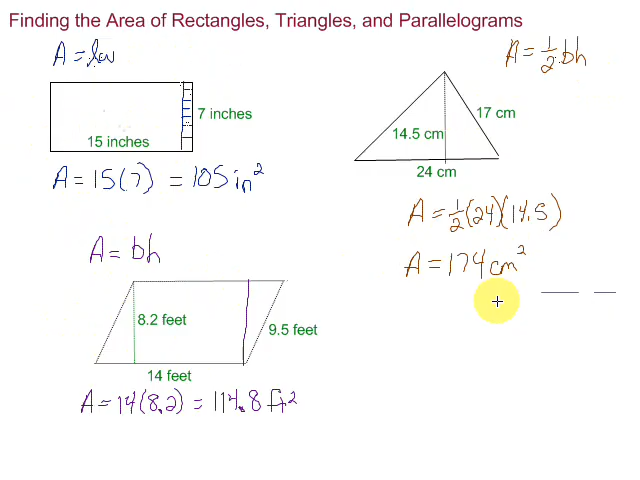 Finding the Area of Rectangles, Triangles, and Parallelograms
A = lw
A = 1/2 bh
7 inches
15 inches
A = 15(7) = 105 in²
17 cm
14.5 cm
24 cm
A = 1/2 (24)(14.5)
A = 174 cm²
A = bh
8.2 feet
9.5 feet
14 feet
A = 14(8.2) = 114.8 ft²